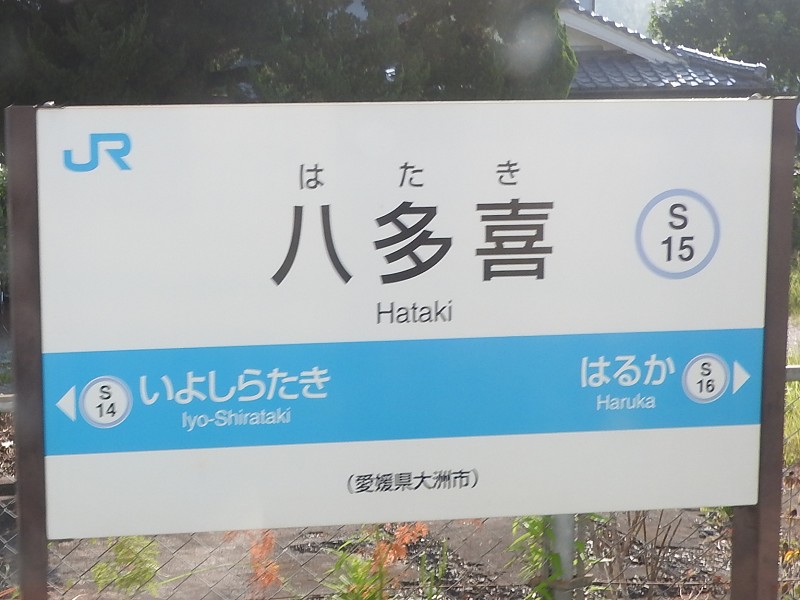 JR
はたき
八多喜
Hataki
S
15
S
14
いよしらたき
Iyo-Shirataki
はるか
Haruka
S
16
(愛媛県大洲市)